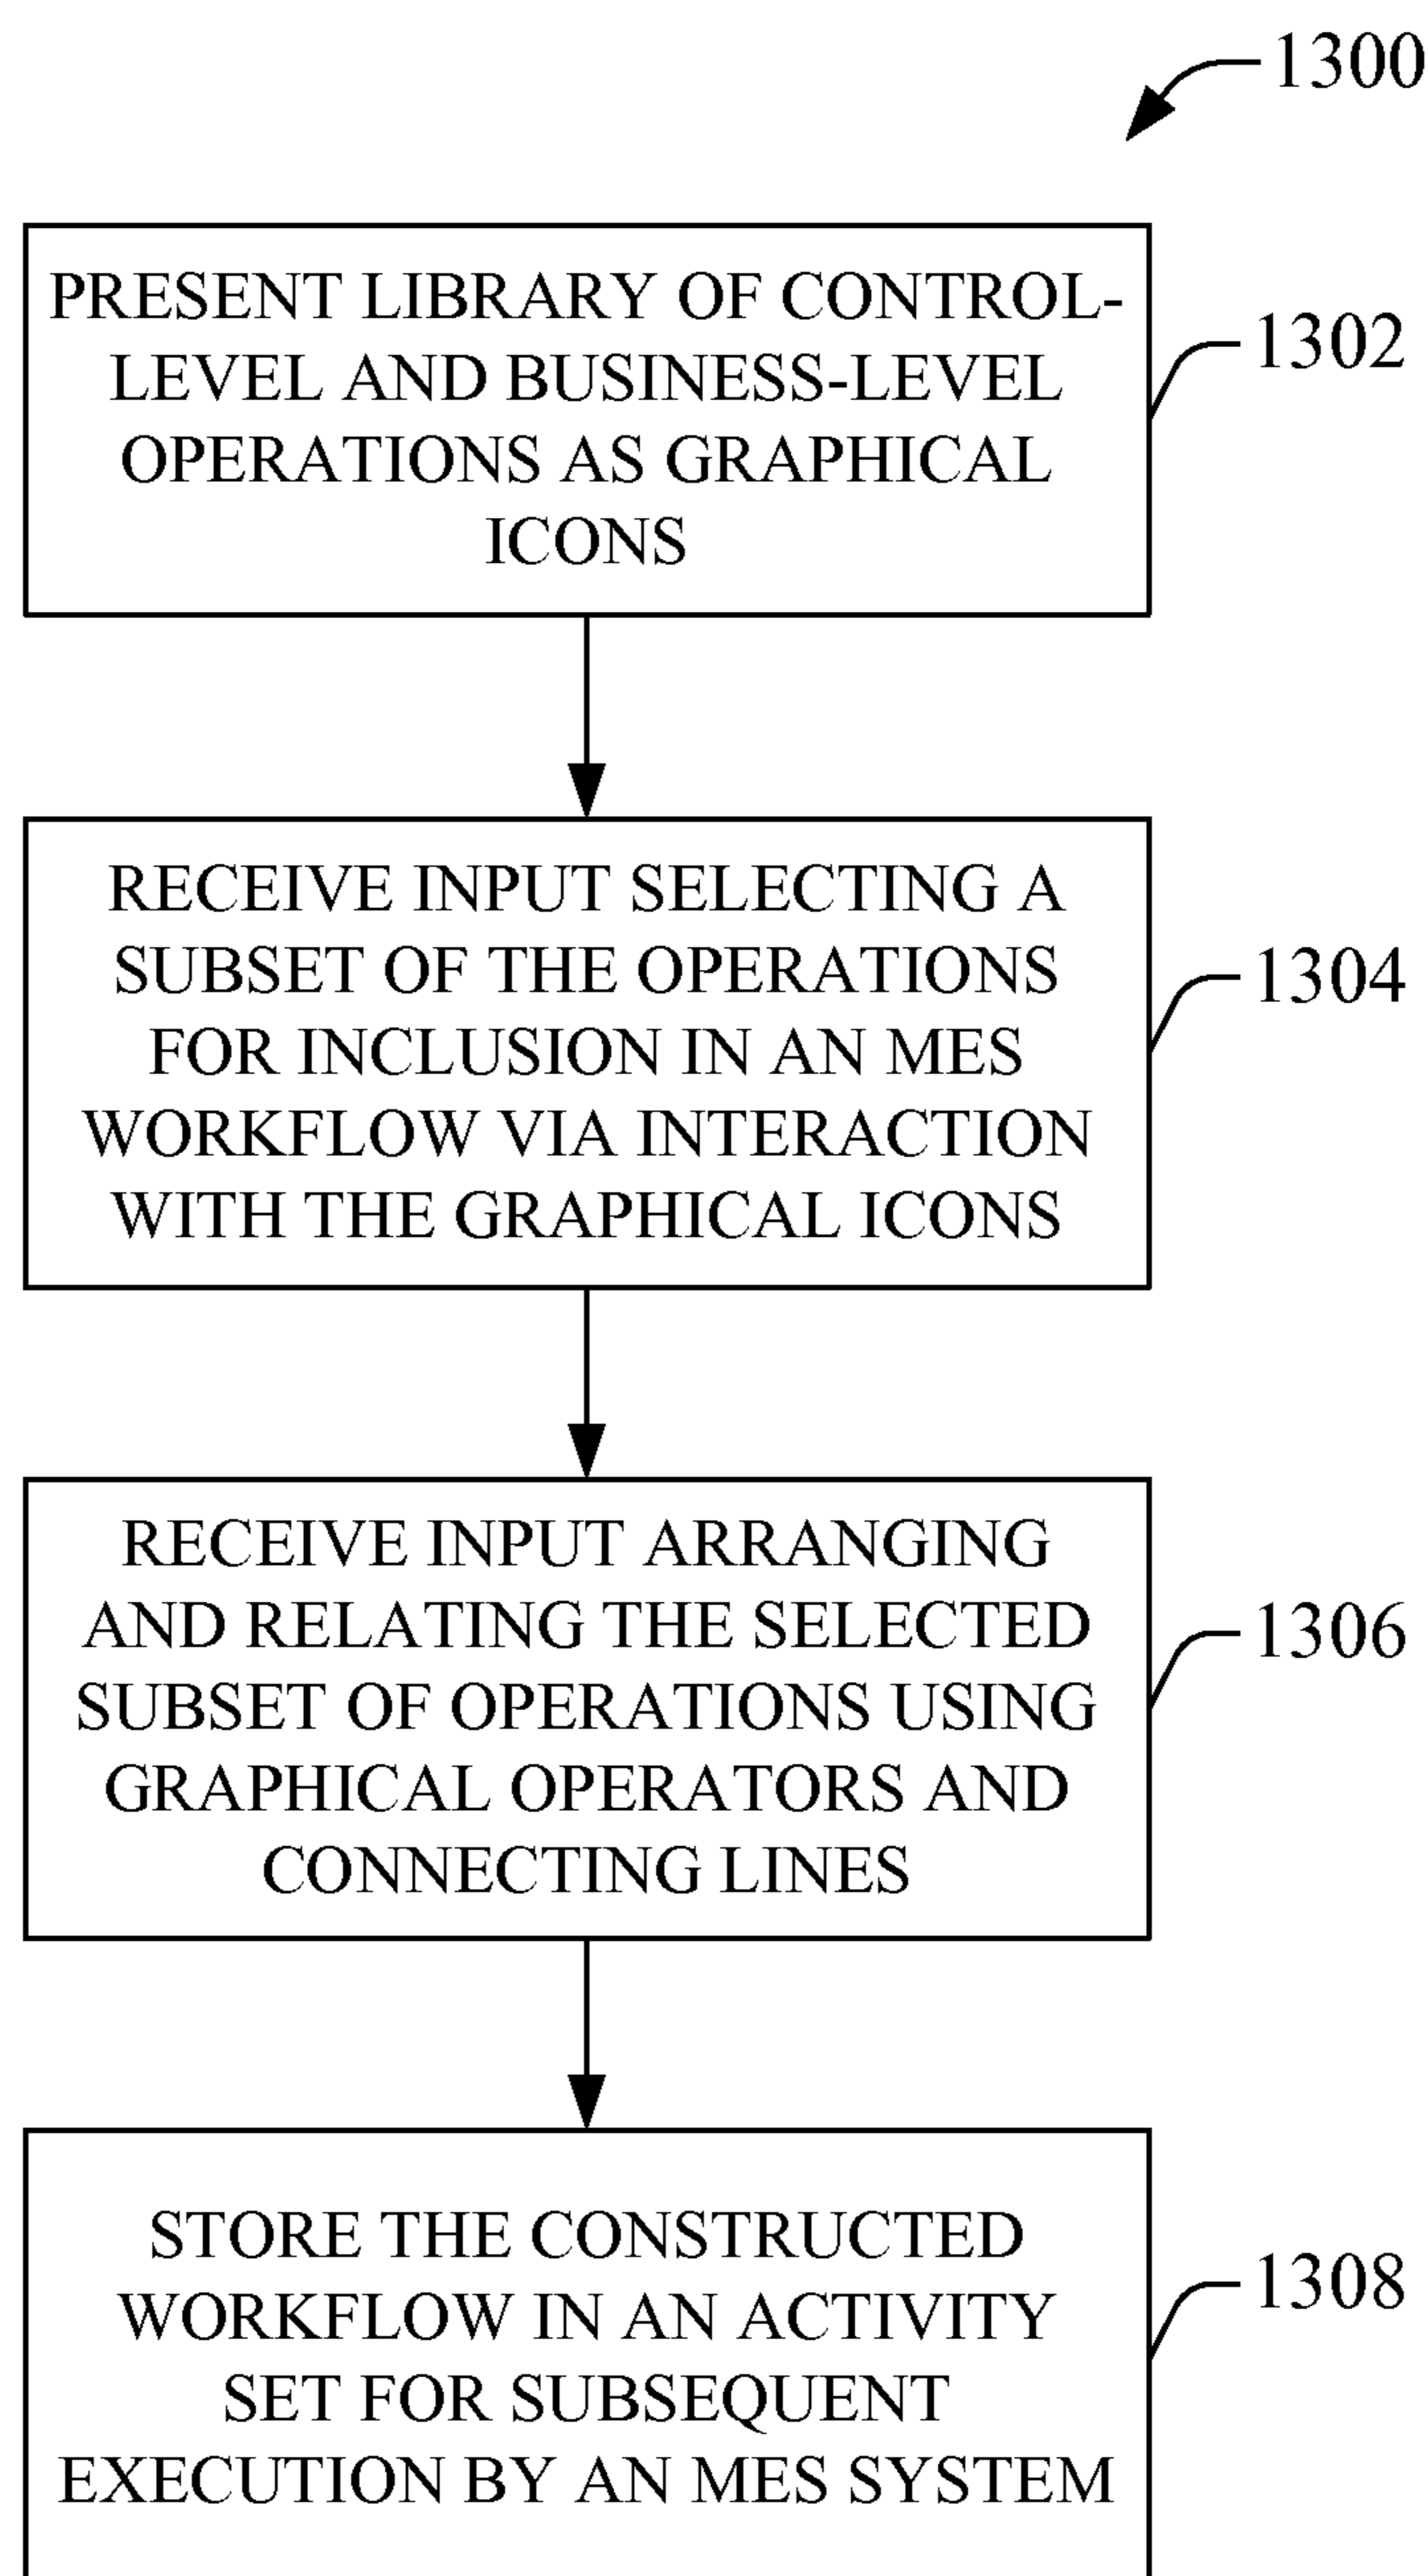 1300
PRESENT LIBRARY OF CONTROL-
LEVEL AND BUSINESS-LEVEL
OPERATIONS AS GRAPHICAL
ICONS
1302
RECEIVE INPUT SELECTING A
SUBSET OF THE OPERATIONS
FOR INCLUSION IN AN MES
WORKFLOW VIA INTERACTION
WITH THE GRAPHICAL ICONS
1304
RECEIVE INPUT ARRANGING
AND RELATING THE SELECTED
SUBSET OF OPERATIONS USING
GRAPHICAL OPERATORS AND
CONNECTING LINES
1306
STORE THE CONSTRUCTED
WORKFLOW IN AN ACTIVITY
SET FOR SUBSEQUENT
EXECUTION BY AN MES SYSTEM
1308